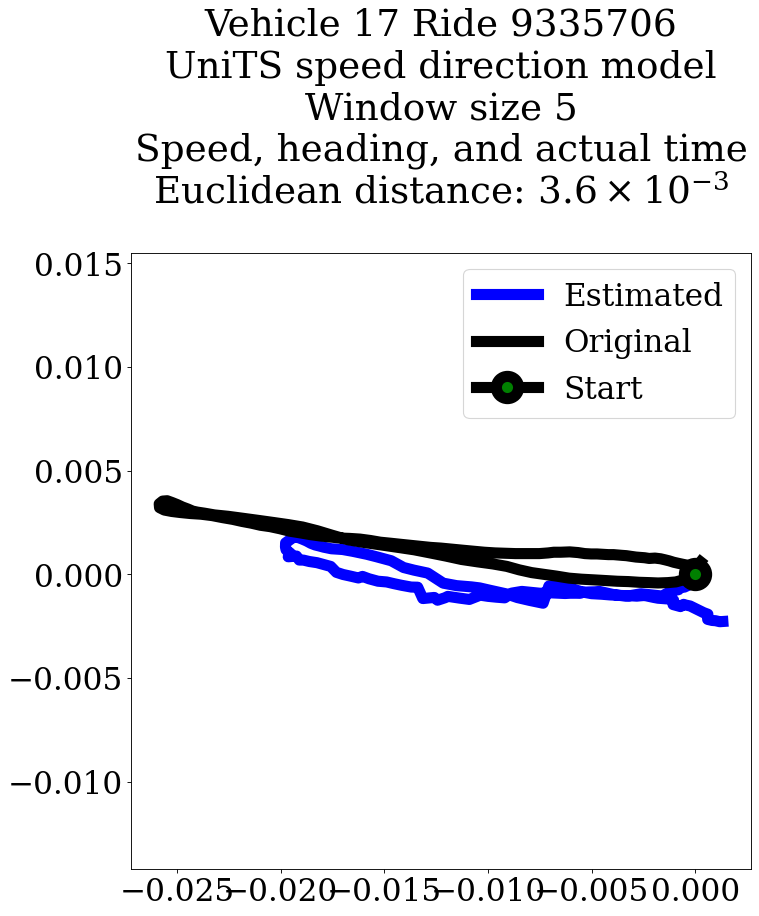 Vehicle 17 Ride 9335706
UniTS speed direction model
Window size 5
Speed, heading, and actual time
Euclidean distance: 3.6 × 10⁻³
Estimated
Original
Start
0.015
0.010
0.005
0.000
−0.005
−0.010
−0.025 −0.020 −0.015 −0.010 −0.005 0.000